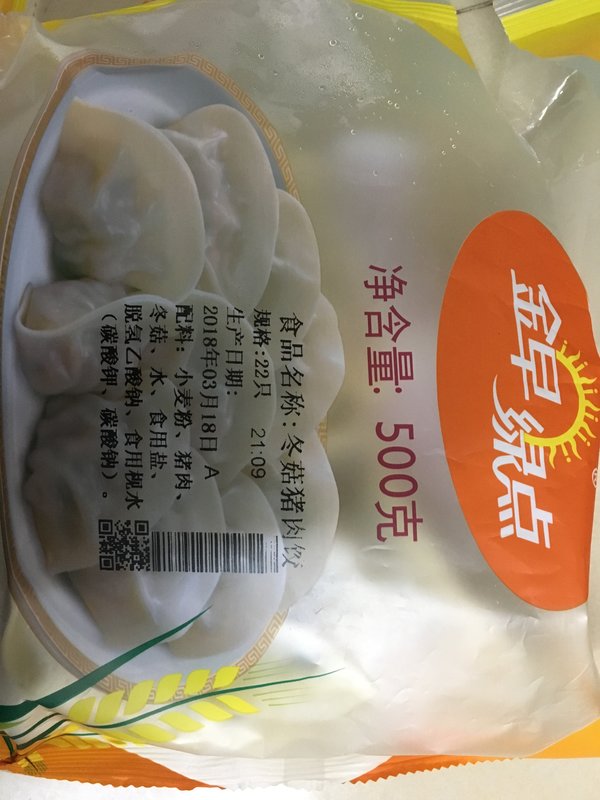 金早绿点
®
净含量: 500克
食品名称:冬菇猪肉饺
规格:22只
生产日期: 21:09
2018年03月18日 A
配料: 小麦粉、猪肉、
冬菇、水、食用盐、
脱氢乙酸钠、食用枧水
(碳酸钾、碳酸钠)。